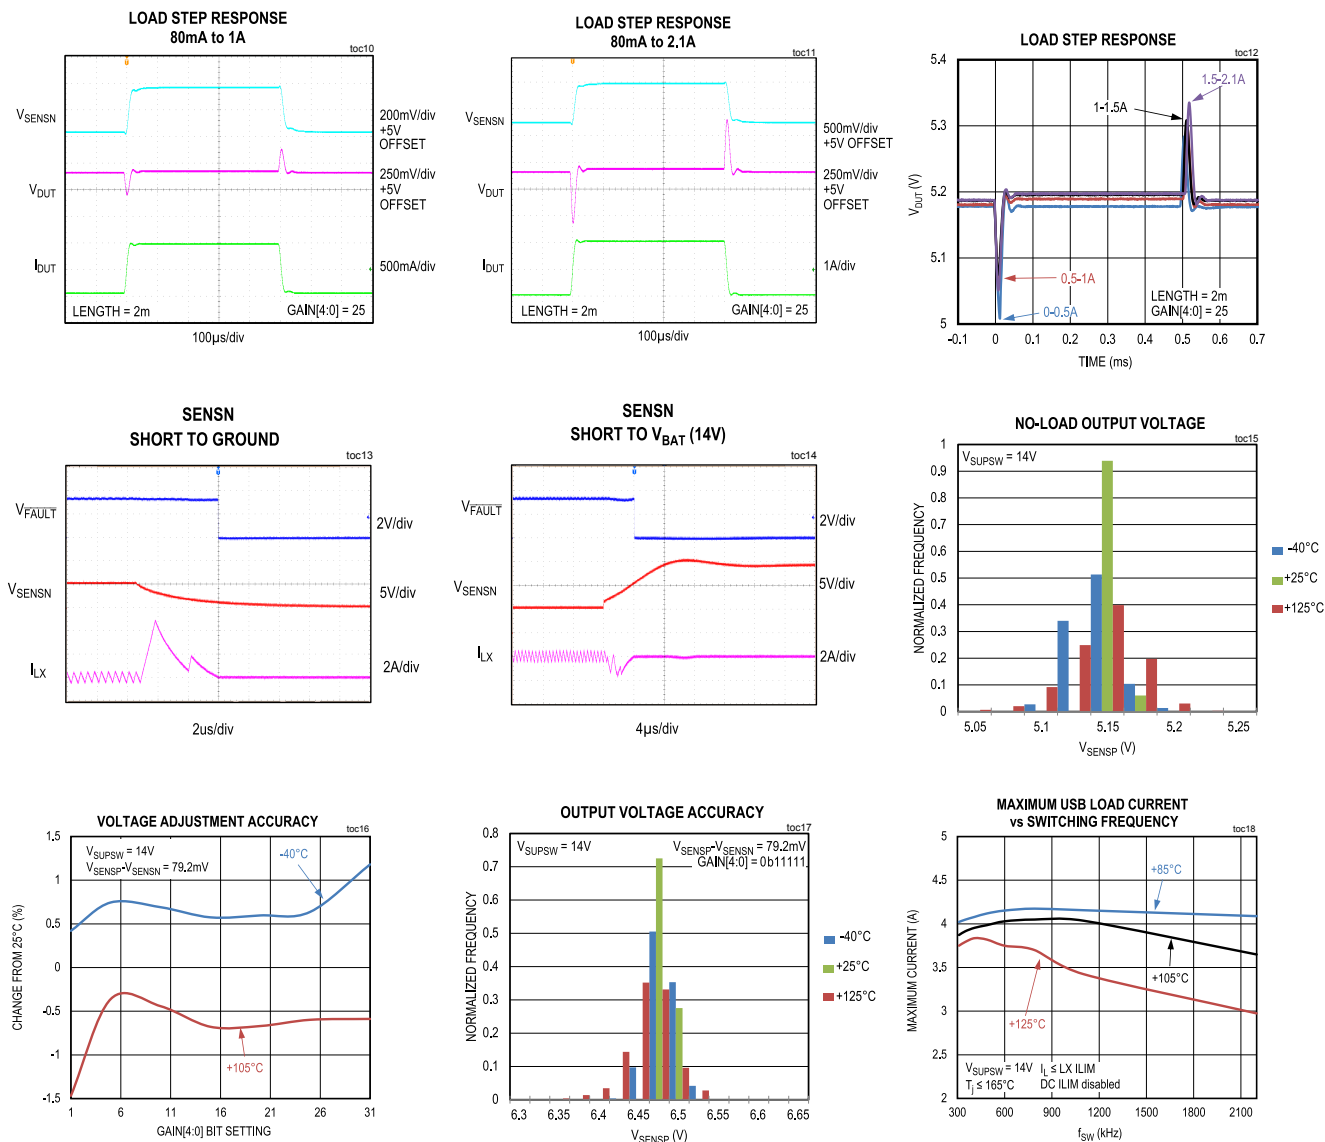 LOAD STEP RESPONSE
80mA to 1A
toc10
VSENSN
200mV/div
+5V
OFFSET
VDUT
250mV/div
+5V
OFFSET
IDUT
500mA/div
LENGTH = 2m
GAIN[4:0] = 25
100µs/div
LOAD STEP RESPONSE
80mA to 2.1A
toc11
VSENSN
500mV/div
+5V OFFSET
VDUT
250mV/div
+5V
OFFSET
IDUT
1A/div
LENGTH = 2m
GAIN[4:0] = 25
100µs/div
LOAD STEP RESPONSE
toc12
5.4
5.3
5.2
5.1
5
VDUT (V)
1.5-2.1A
1-1.5A
0.5-1A
0-0.5A
LENGTH = 2m
GAIN[4:0] = 25
-0.1 0 0.1 0.2 0.3 0.4 0.5 0.6 0.7
TIME (ms)
SENSN
SHORT TO GROUND
toc13
VFAULT
2V/div
VSENSN
5V/div
ILX
2A/div
2us/div
SENSN
SHORT TO VBAT (14V)
toc14
VFAULT
2V/div
VSENSN
5V/div
ILX
2A/div
4µs/div
NO-LOAD OUTPUT VOLTAGE
toc15
VSUPSW = 14V
1
0.9
0.8
0.7
0.6
0.5
0.4
0.3
0.2
0.1
0
NORMALIZED FREQUENCY
-40°C
+25°C
+125°C
5.05 5.1 5.15 5.2 5.25
VSENSP (V)
VOLTAGE ADJUSTMENT ACCURACY
toc16
1.5
1
0.5
0
-0.5
-1
-1.5
CHANGE FROM 25°C (%)
VSUPSW = 14V
VSENSP-VSENSN = 79.2mV
-40°C
+105°C
1 6 11 16 21 26 31
GAIN[4:0] BIT SETTING
OUTPUT VOLTAGE ACCURACY
toc17
0.8
0.7
0.6
0.5
0.4
0.3
0.2
0.1
0
NORMALIZED FREQUENCY
VSUPSW = 14V
VSENSP-VSENSN = 79.2mV
GAIN[4:0] = 0b11111
-40°C
+25°C
+125°C
6.3 6.35 6.4 6.45 6.5 6.55 6.6 6.65
VSENSP (V)
MAXIMUM USB LOAD CURRENT
vs SWITCHING FREQUENCY
toc18
5
4.5
4
3.5
3
2.5
2
MAXIMUM CURRENT (A)
+85°C
+105°C
+125°C
VSUPSW = 14V IL ≤ LX ILIM
Tj ≤ 165°C DC ILIM disabled
300 600 900 1200 1500 1800 2100
fSW (kHz)